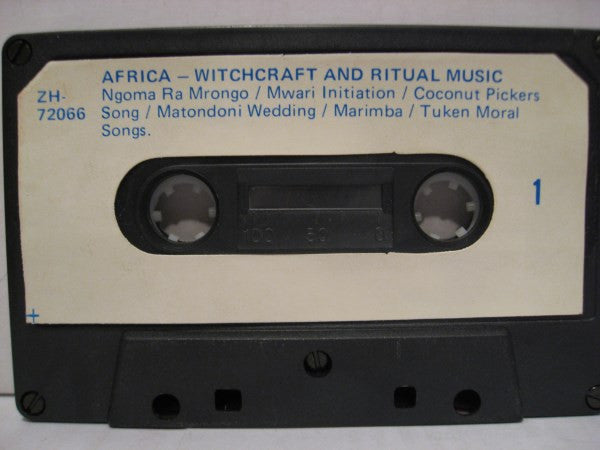 AFRICA – WITCHCRAFT AND RITUAL MUSIC
ZH-
72066
Ngoma Ra Mrongo / Mwari Initiation / Coconut Pickers
Song / Matondoni Wedding / Marimba / Tuken Moral
Songs.
1
100 50 0